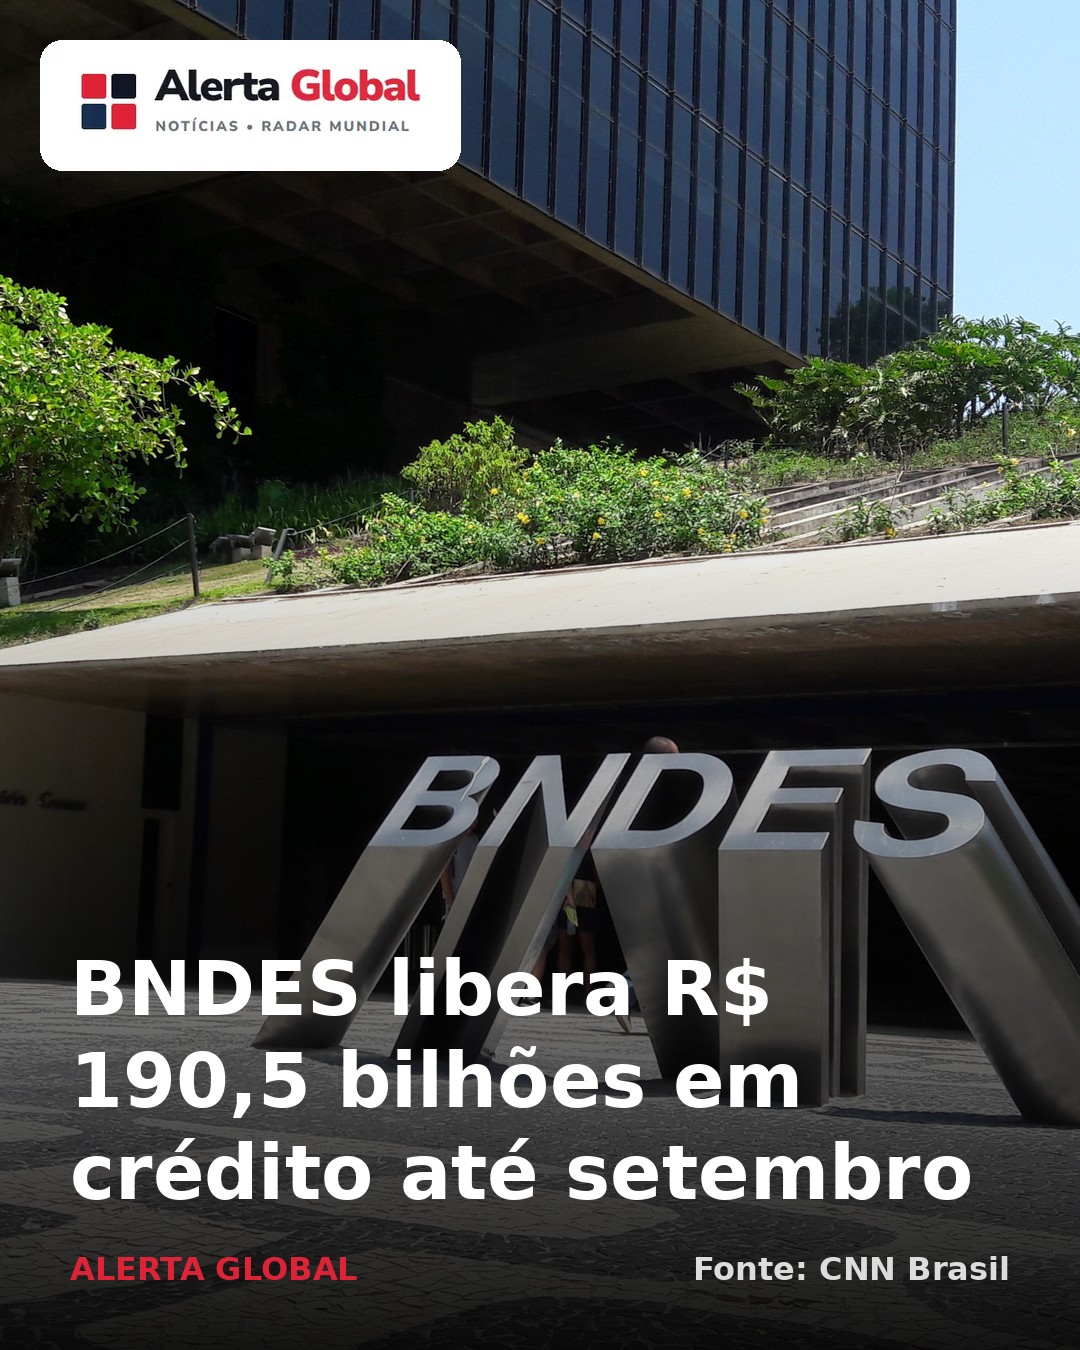 Alerta Global
NOTÍCIAS • RADAR MUNDIAL
BNDES
BNDES libera R$
190,5 bilhões em
crédito até setembro
ALERTA GLOBAL
Fonte: CNN Brasil